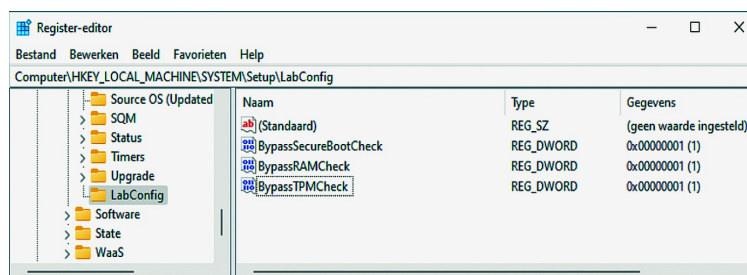 Register-editor
Bestand Bewerken Beeld Favorieten Help
Computer\HKEY_LOCAL_MACHINE\SYSTEM\Setup\LabConfig
Source OS (Updated
SQM
Status
Timers
Upgrade
LabConfig
Software
State
WaaS
Naam Type Gegevens
ab (Standaard) REG_SZ (geen waarde ingesteld)
BypassSecureBootCheck REG_DWORD 0x00000001 (1)
BypassRAMCheck REG_DWORD 0x00000001 (1)
BypassTPMCheck REG_DWORD 0x00000001 (1)